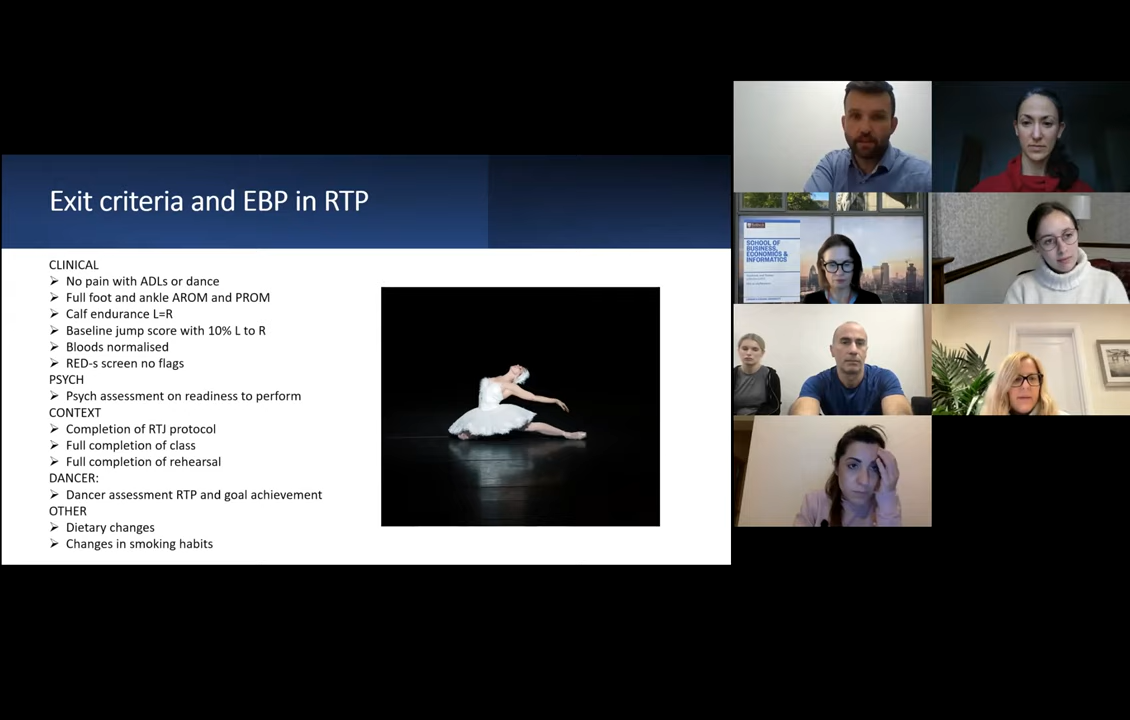 Exit criteria and EBP in RTP
CLINICAL
➢ No pain with ADLs or dance
➢ Full foot and ankle AROM and PROM
➢ Calf endurance L=R
➢ Baseline jump score with 10% L to R
➢ Bloods normalised
➢ RED-s screen no flags
PSYCH
➢ Psych assessment on readiness to perform
CONTEXT
➢ Completion of RTJ protocol
➢ Full completion of class
➢ Full completion of rehearsal
DANCER:
➢ Dancer assessment RTP and goal achievement
OTHER
➢ Dietary changes
➢ Changes in smoking habits
SCHOOL OF
BUSINESS,
ECONOMICS &
INFORMATICS